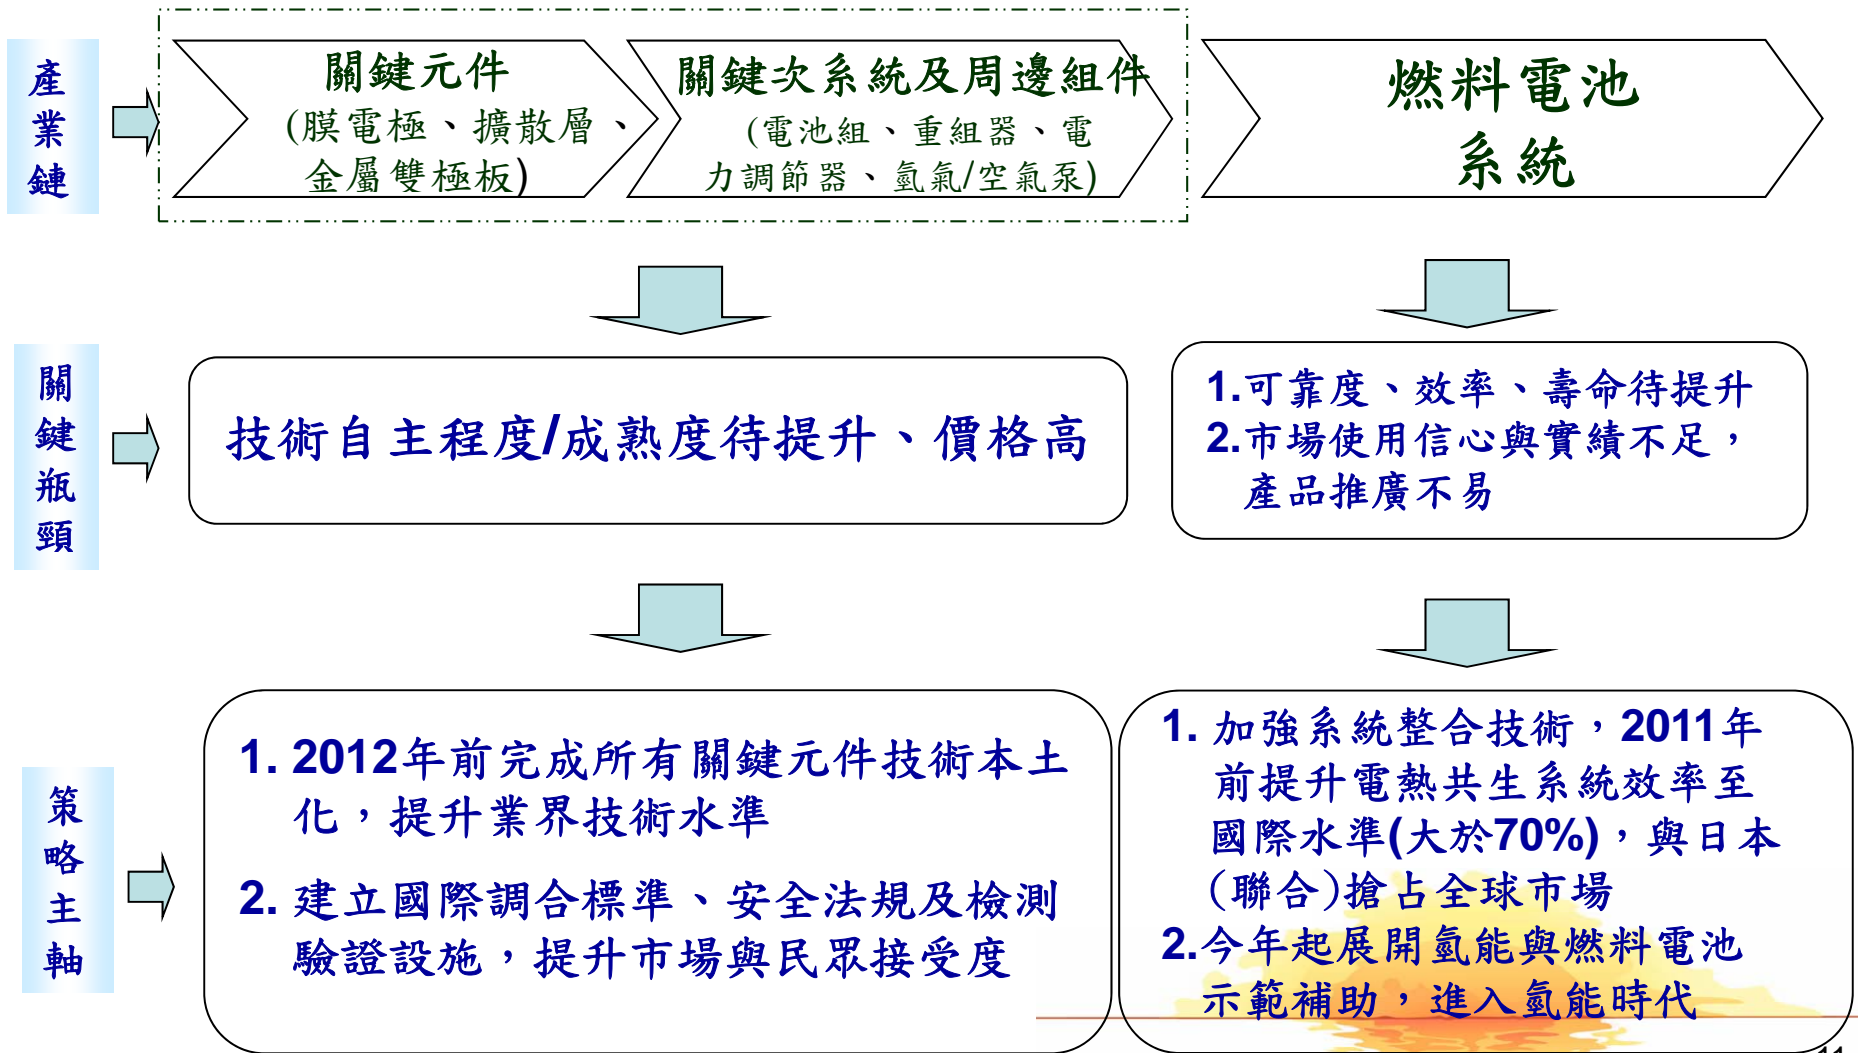 產業鏈
關鍵元件
(膜電極、擴散層、
金屬雙極板)
關鍵次系統及周邊組件
(電池組、重組器、電
力調節器、氫氣/空氣泵)
燃料電池
系統
關鍵瓶頸
技術自主程度/成熟度待提升、價格高
1.可靠度、效率、壽命待提升
2.市場使用信心與實績不足，
產品推廣不易
策略主軸
1. 2012年前完成所有關鍵元件技術本土
化，提升業界技術水準
2. 建立國際調合標準、安全法規及檢測
驗證設施，提升市場與民眾接受度
1. 加強系統整合技術，2011年
前提升電熱共生系統效率至
國際水準(大於70%)，與日本
(聯合)搶占全球市場
2.今年起展開氫能與燃料電池
示範補助，進入氫能時代
11